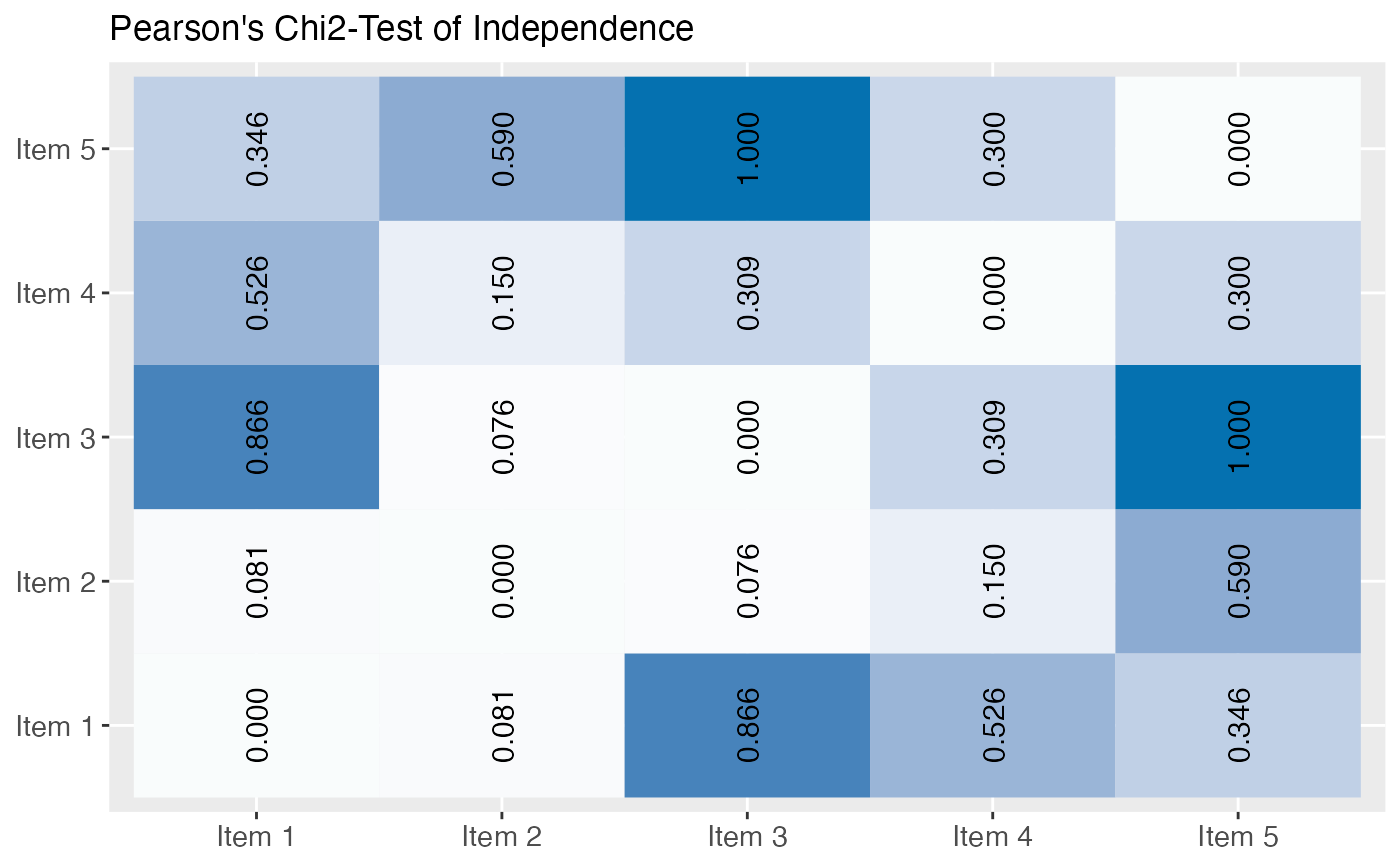 Pearson's Chi2-Test of Independence
Item 5 0.346 0.590 1.000 0.300 0.000
Item 4 0.526 0.150 0.309 0.000 0.300
Item 3 0.866 0.076 0.000 0.309 1.000
Item 2 0.081 0.000 0.076 0.150 0.590
Item 1 0.000 0.081 0.866 0.526 0.346
Item 1 Item 2 Item 3 Item 4 Item 5